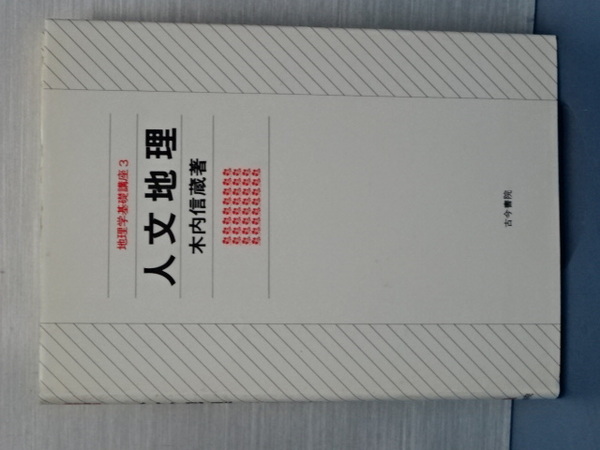 地理学基礎講座3
人文地理
木内信蔵著
古今書院